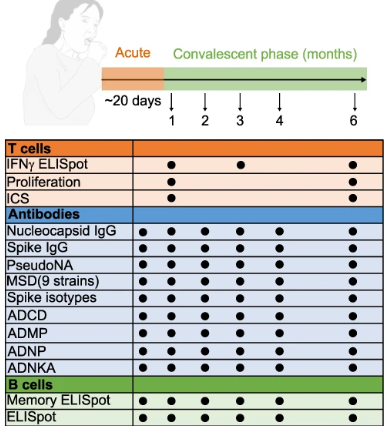 Acute Convalescent phase (months)
~20 days
1 2 3 4 6
T cells
IFNγ ELISpot
Proliferation
ICS
Antibodies
Nucleocapsid IgG
Spike IgG
PseudoNA
MSD(9 strains)
Spike isotypes
ADCD
ADMP
ADNP
ADNKA
B cells
Memory ELISpot
ELISpot